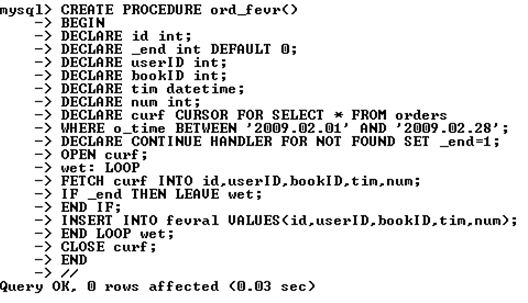 mysql> CREATE PROCEDURE ord_fevr()
-> BEGIN
-> DECLARE id int;
-> DECLARE _end int DEFAULT 0;
-> DECLARE userID int;
-> DECLARE bookID int;
-> DECLARE tim datetime;
-> DECLARE num int;
-> DECLARE curf CURSOR FOR SELECT * FROM orders
-> WHERE o_time BETWEEN '2009.02.01' AND '2009.02.28';
-> DECLARE CONTINUE HANDLER FOR NOT FOUND SET _end=1;
-> OPEN curf;
-> wet: LOOP
-> FETCH curf INTO id,userID,bookID,tim,num;
-> IF _end THEN LEAVE wet;
-> END IF;
-> INSERT INTO fevral VALUES(id,userID,bookID,tim,num);
-> END LOOP wet;
-> CLOSE curf;
-> END
-> //
Query OK, 0 rows affected (0.03 sec)